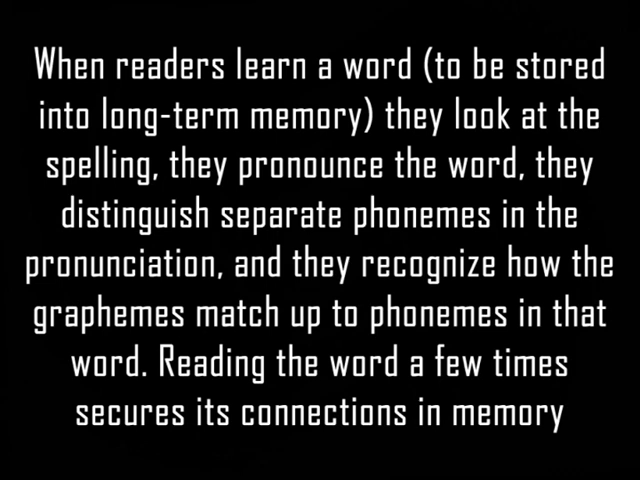 When readers learn a word (to be stored
into long-term memory) they look at the
spelling, they pronounce the word, they
distinguish separate phonemes in the
pronunciation, and they recognize how the
graphemes match up to phonemes in that
word. Reading the word a few times
secures its connections in memory